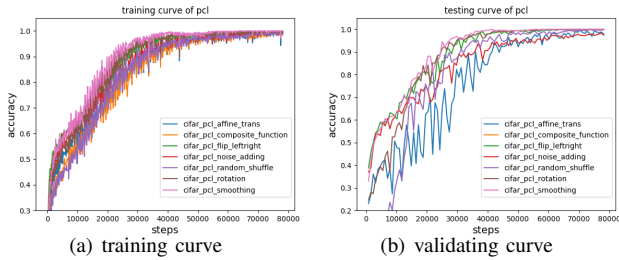 training curve of pcl
1.0
0.9
0.8
0.7
0.6
0.5
0.4
0.3
accuracy
cifar_pcl_affine_trans
cifar_pcl_composite_function
cifar_pcl_flip_leftright
cifar_pcl_noise_adding
cifar_pcl_random_shuffle
cifar_pcl_rotation
cifar_pcl_smoothing
0 10000 20000 30000 40000 50000 60000 70000 80000
steps
(a) training curve
testing curve of pcl
1.0
0.9
0.8
0.7
0.6
0.5
0.4
0.3
0.2
accuracy
cifar_pcl_affine_trans
cifar_pcl_composite_function
cifar_pcl_flip_leftright
cifar_pcl_noise_adding
cifar_pcl_random_shuffle
cifar_pcl_rotation
cifar_pcl_smoothing
0 10000 20000 30000 40000 50000 60000 70000 80000
steps
(b) validating curve